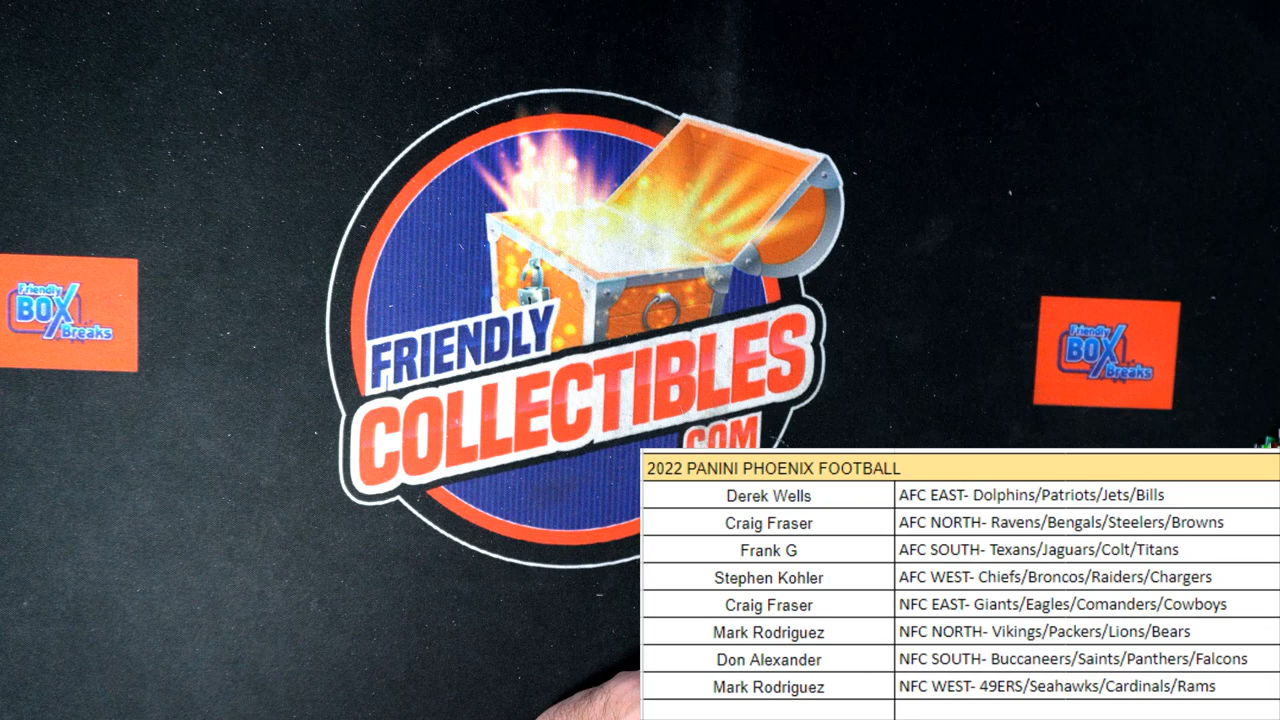 Friendly
BOX
Breaks
FRIENDLY
COLLECTIBLES
.COM
Friendly
BOX
Breaks
2022 PANINI PHOENIX FOOTBALL
Derek Wells AFC EAST- Dolphins/Patriots/Jets/Bills
Craig Fraser AFC NORTH- Ravens/Bengals/Steelers/Browns
Frank G AFC SOUTH- Texans/Jaguars/Colt/Titans
Stephen Kohler AFC WEST- Chiefs/Broncos/Raiders/Chargers
Craig Fraser NFC EAST- Giants/Eagles/Comanders/Cowboys
Mark Rodriguez NFC NORTH- Vikings/Packers/Lions/Bears
Don Alexander NFC SOUTH- Buccaneers/Saints/Panthers/Falcons
Mark Rodriguez NFC WEST- 49ERS/Seahawks/Cardinals/Rams